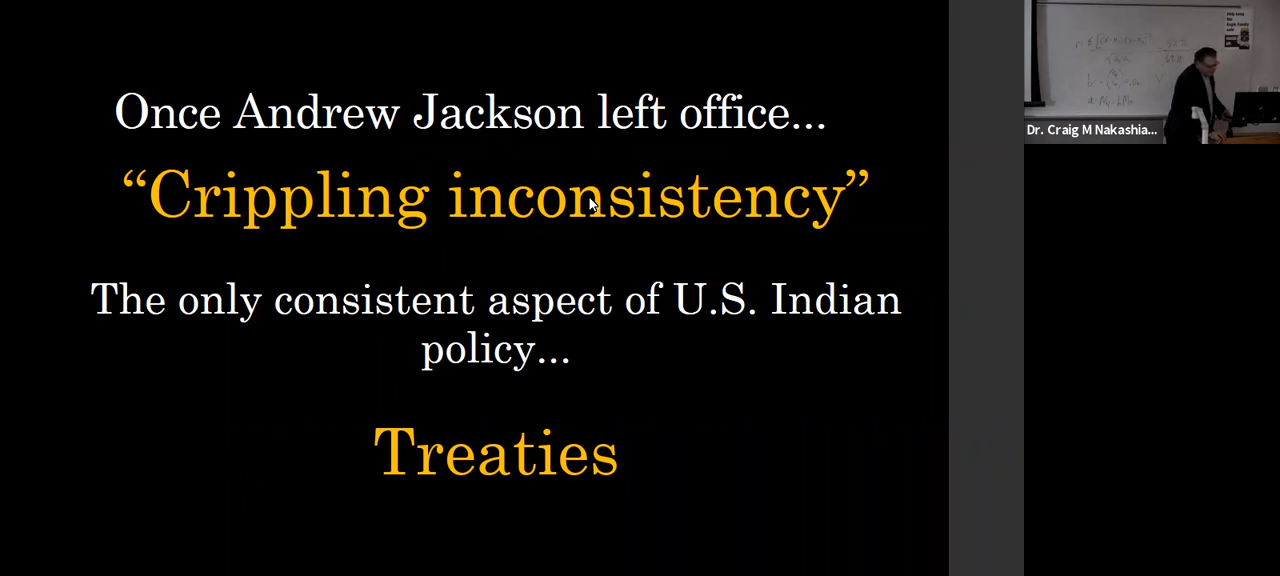 Once Andrew Jackson left office...
“Crippling inconsistency”
The only consistent aspect of U.S. Indian
policy...
Treaties
Dr. Craig M Nakashia...